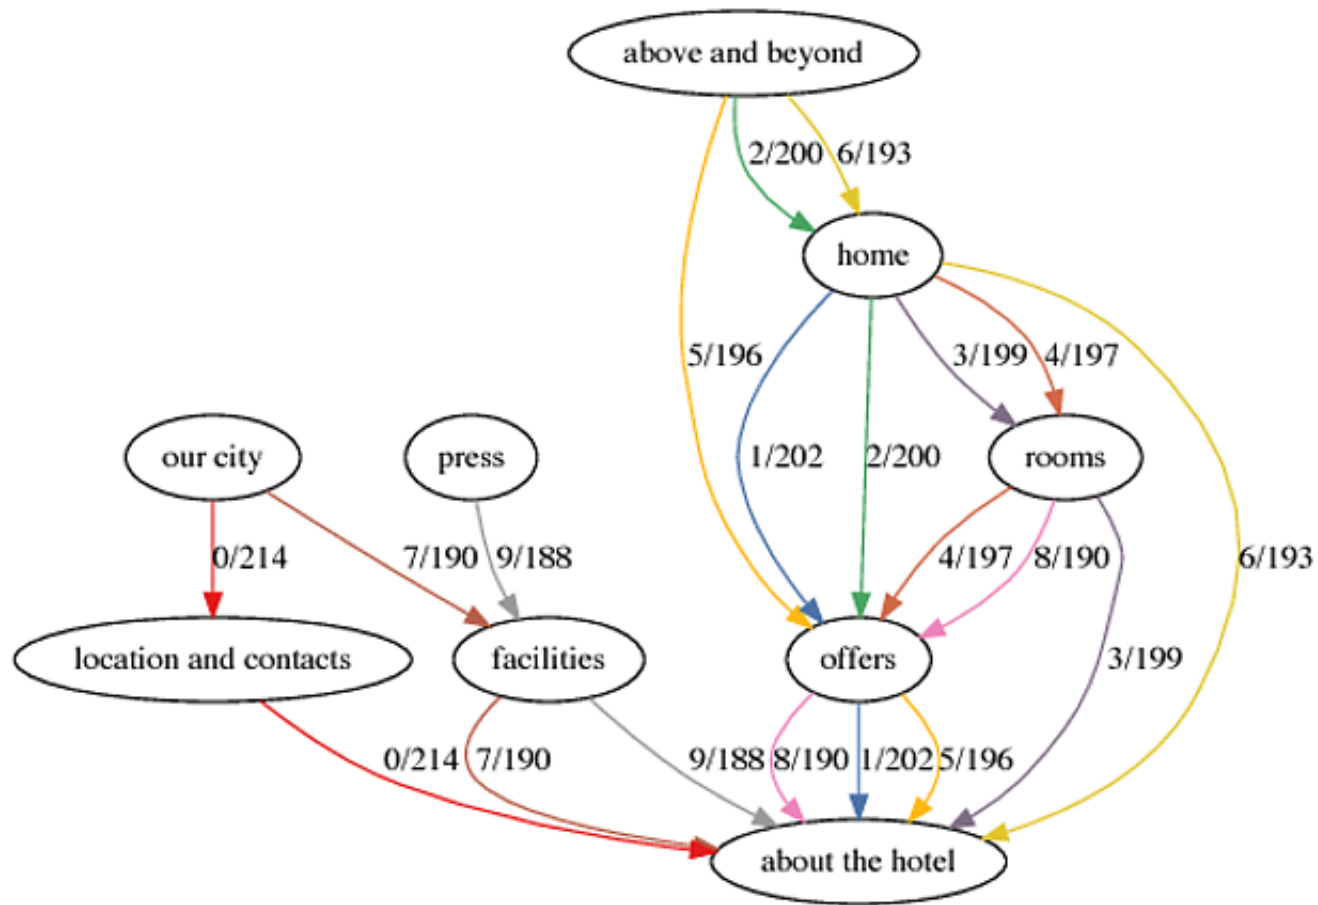 above and beyond
2/200 6/193
home
5/196 1/202 2/200 3/199 4/197
our city press rooms
0/214 7/190 9/188 4/197 8/190 6/193
location and contacts facilities offers 3/199
0/214 7/190 9/188 8/190 1/202 5/196
about the hotel